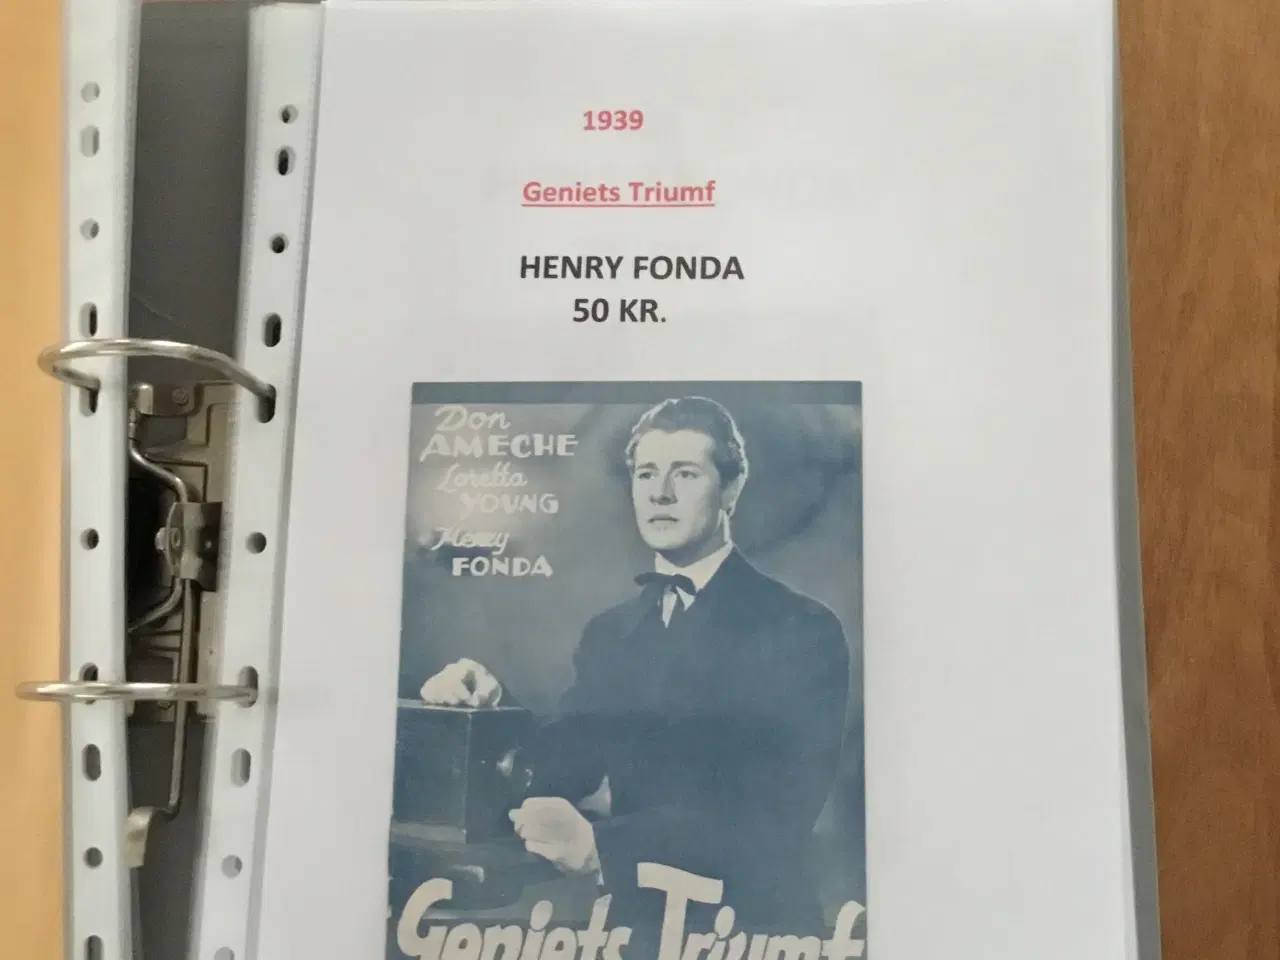 1939
Geniets Triumf
HENRY FONDA
50 KR.
Don
AMECHE
Loretta
YOUNG
Henry
FONDA
Geniets Triumf